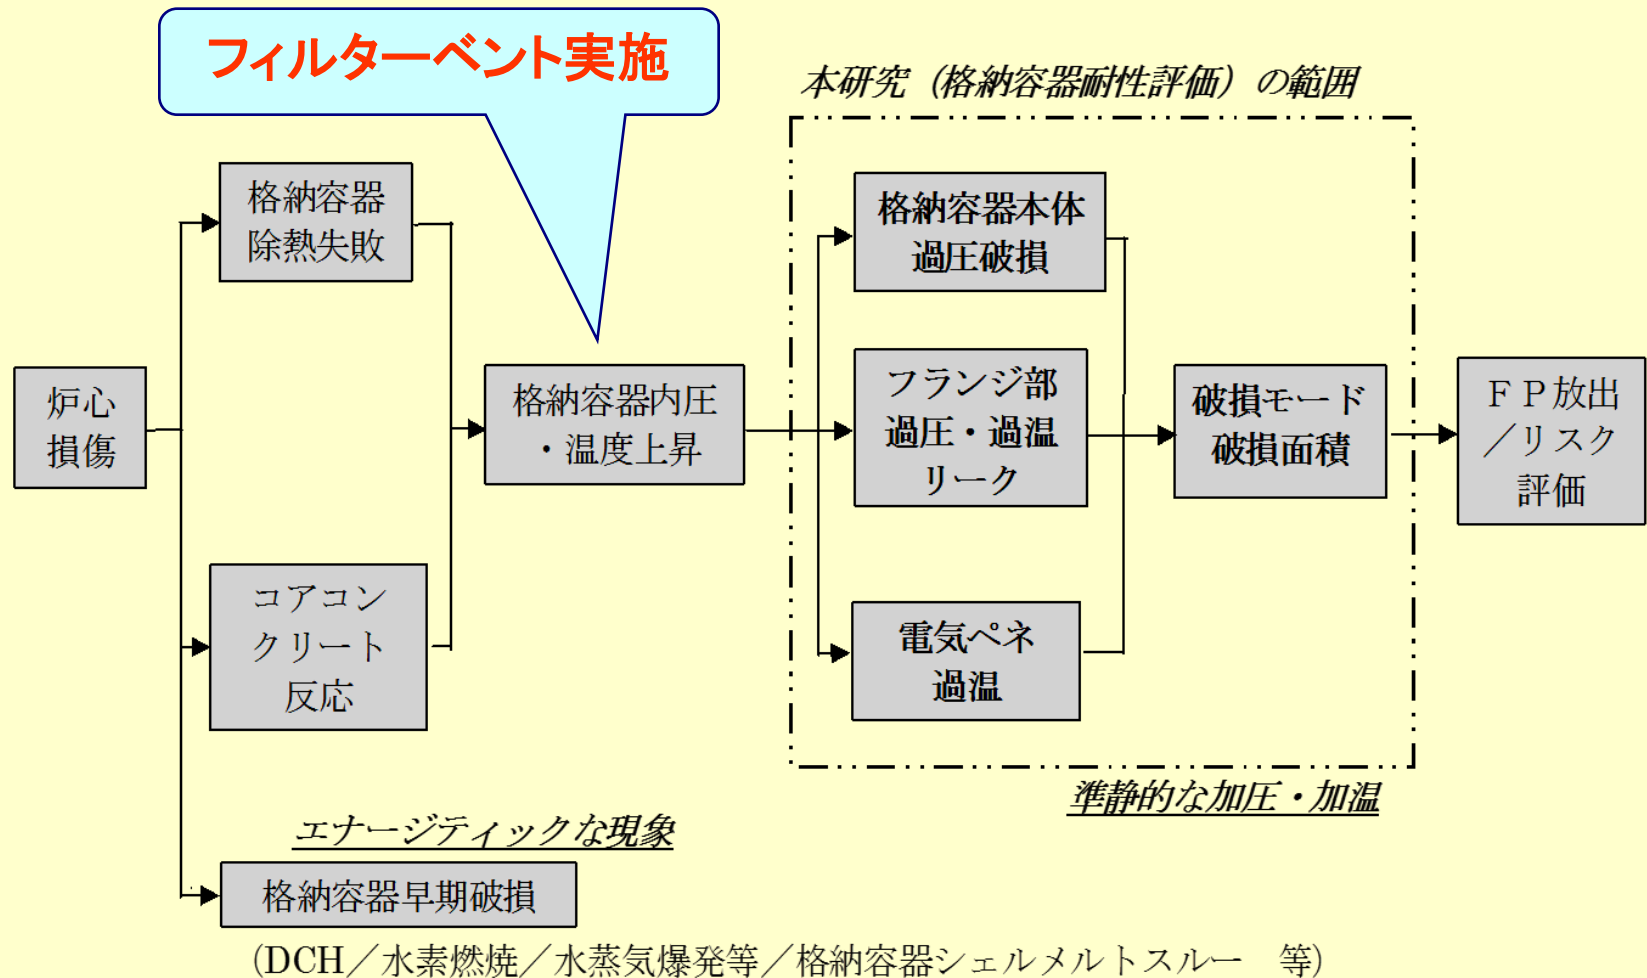 フィルターベント実施
本研究（格納容器耐性評価）の範囲
格納容器
除熱失敗
格納容器本体
過圧破損
炉心
損傷
格納容器内圧
・温度上昇
フランジ部
過圧・過温
リーク
破損モード
破損面積
ＦＰ放出
／リスク
評価
コアコン
クリート
反応
電気ペネ
過温
準静的な加圧・加温
エナージティックな現象
格納容器早期破損
(DCH／水素燃焼／水蒸気爆発等／格納容器シェルメルトスルー　等)